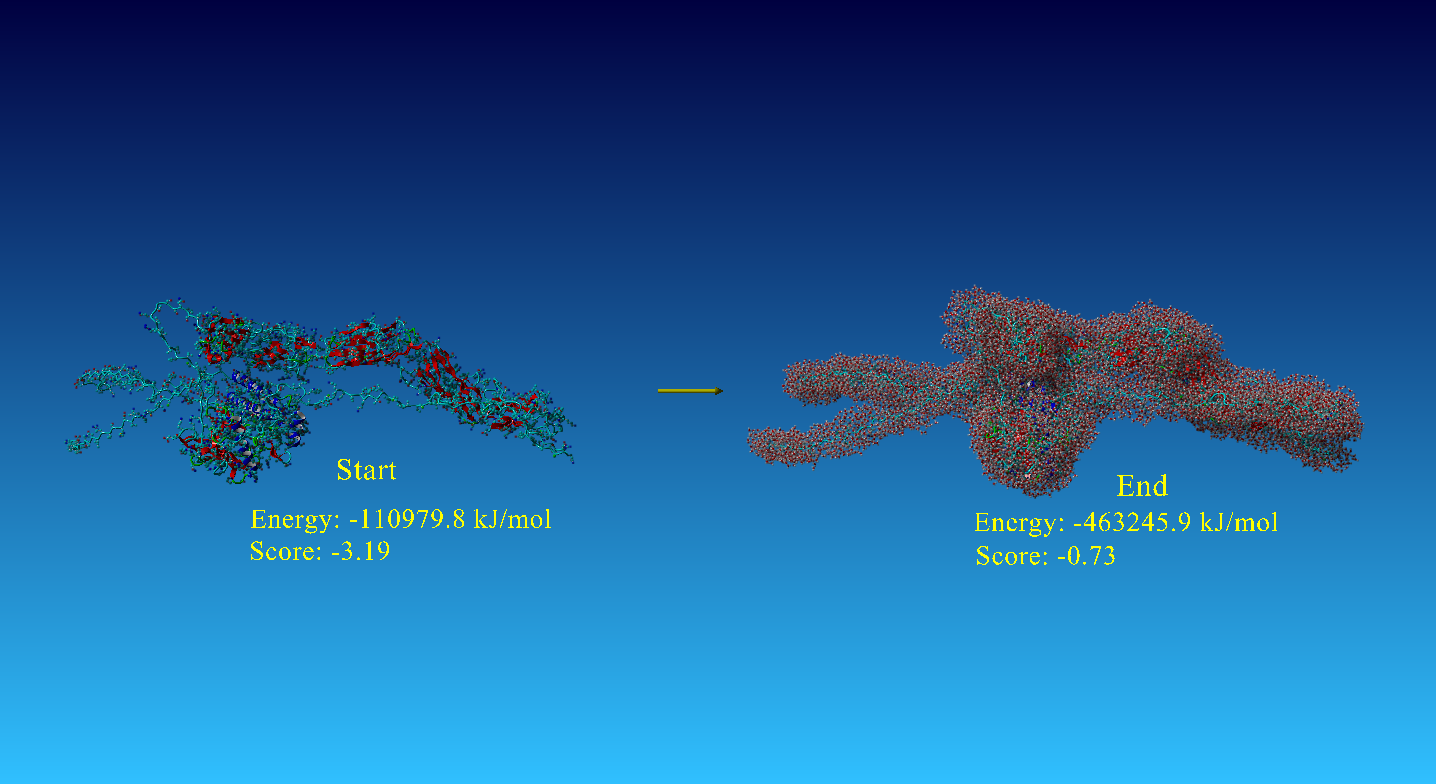 Start
Energy: -110979.8 kJ/mol
Score: -3.19
End
Energy: -463245.9 kJ/mol
Score: -0.73